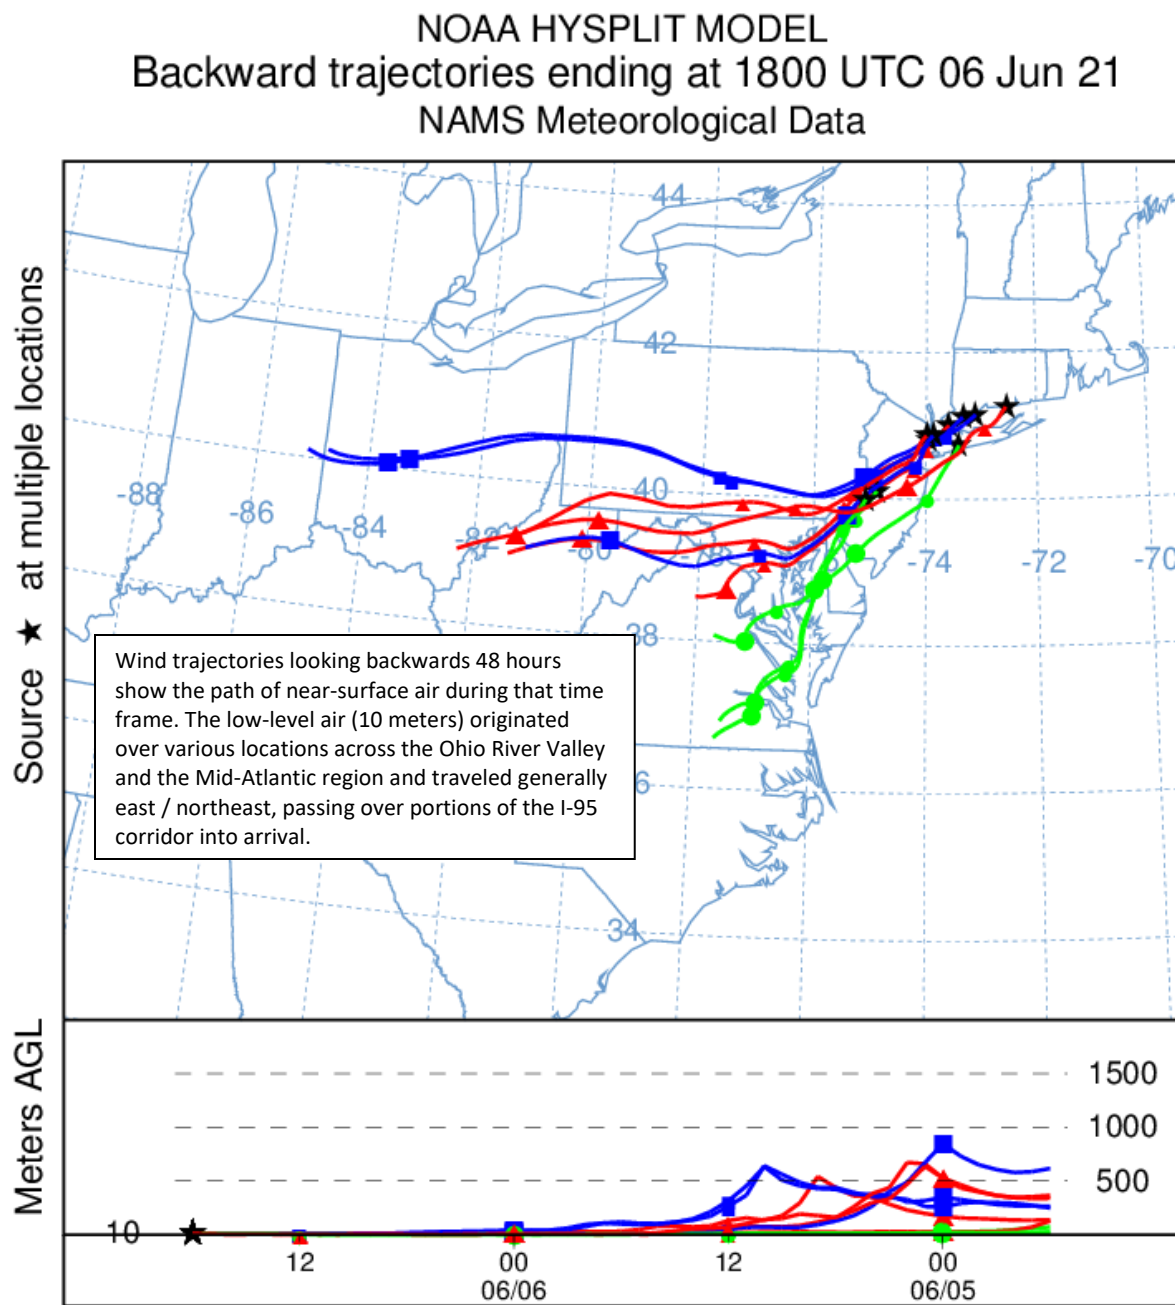 NOAA HYSPLIT MODEL
Backward trajectories ending at 1800 UTC 06 Jun 21
NAMS Meteorological Data
Source ★ at multiple locations
44
42
40
-88
-86
-84
-82
-80
-78
-74
-72
-70
38
6
34
Wind trajectories looking backwards 48 hours
show the path of near-surface air during that time
frame. The low-level air (10 meters) originated
over various locations across the Ohio River Valley
and the Mid-Atlantic region and traveled generally
east / northeast, passing over portions of the I-95
corridor into arrival.
Meters AGL
1500
1000
500
10
12
00
12
00
06/06
06/05